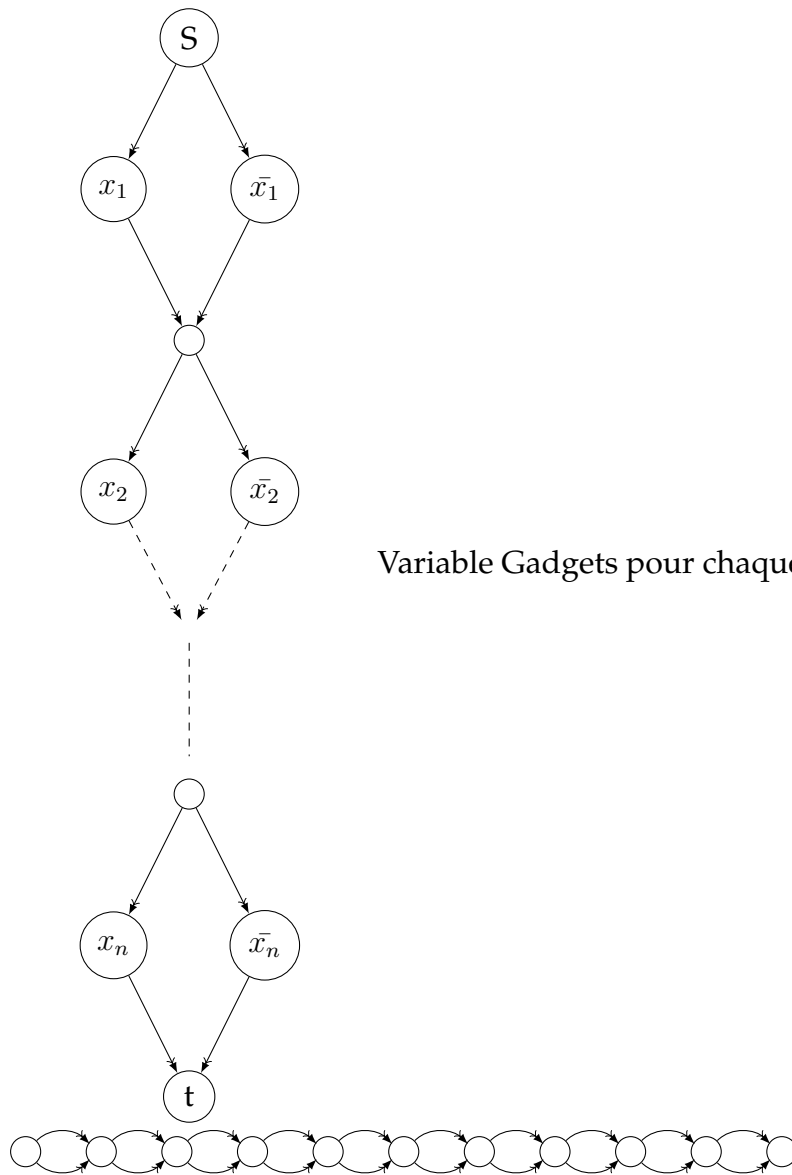 S
x₁ x̄₁
x₂ x̄₂
Variable Gadgets pour chaque
xₙ x̄ₙ
t